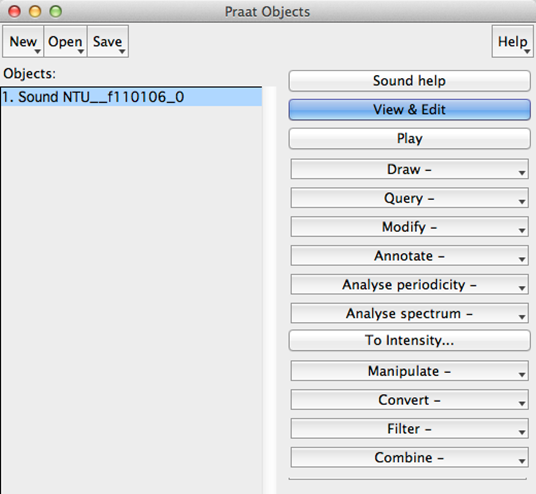 Praat Objects
New Open Save Help
Objects:
1. Sound NTU__f110106_0
Sound help
View & Edit
Play
Draw –
Query –
Modify –
Annotate –
Analyse periodicity –
Analyse spectrum –
To Intensity...
Manipulate –
Convert –
Filter –
Combine –